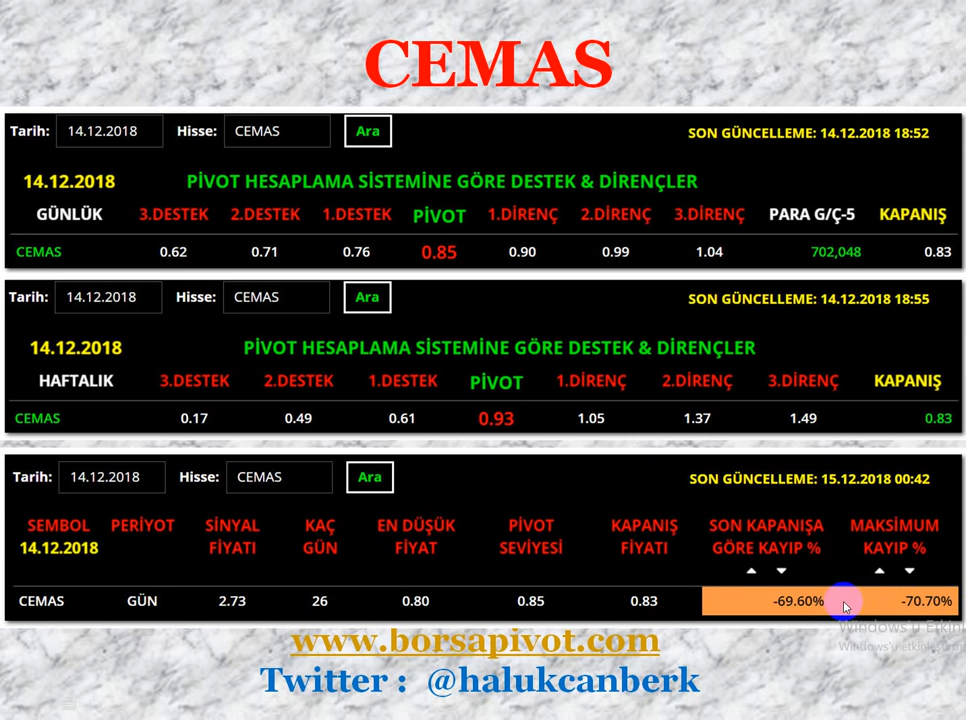 CEMAS
Tarih: 14.12.2018 Hisse: CEMAS Ara SON GÜNCELLEME: 14.12.2018 18:52
14.12.2018 PİVOT HESAPLAMA SİSTEMİNE GÖRE DESTEK & DİRENÇLER
GÜNLÜK 3.DESTEK 2.DESTEK 1.DESTEK PİVOT 1.DİRENÇ 2.DİRENÇ 3.DİRENÇ PARA G/Ç-5 KAPANIŞ
CEMAS 0.62 0.71 0.76 0.85 0.90 0.99 1.04 702,048 0.83
Tarih: 14.12.2018 Hisse: CEMAS Ara SON GÜNCELLEME: 14.12.2018 18:55
14.12.2018 PİVOT HESAPLAMA SİSTEMİNE GÖRE DESTEK & DİRENÇLER
HAFTALIK 3.DESTEK 2.DESTEK 1.DESTEK PİVOT 1.DİRENÇ 2.DİRENÇ 3.DİRENÇ KAPANIŞ
CEMAS 0.17 0.49 0.61 0.93 1.05 1.37 1.49 0.83
Tarih: 14.12.2018 Hisse: CEMAS Ara SON GÜNCELLEME: 15.12.2018 00:42
SEMBOL PERİYOT SİNYAL KAÇ EN DÜŞÜK PİVOT KAPANIŞ SON KAPANIŞA MAKSİMUM
14.12.2018 FİYATI GÜN FİYAT SEVİYESİ FİYATI GÖRE KAYIP % KAYIP %
CEMAS GÜN 2.73 26 0.80 0.85 0.83 -69.60% -70.70%
Windows'u Etkinl
www.borsapivot.com
Windows'u etkinleştirm
Twitter : @halukcanberk